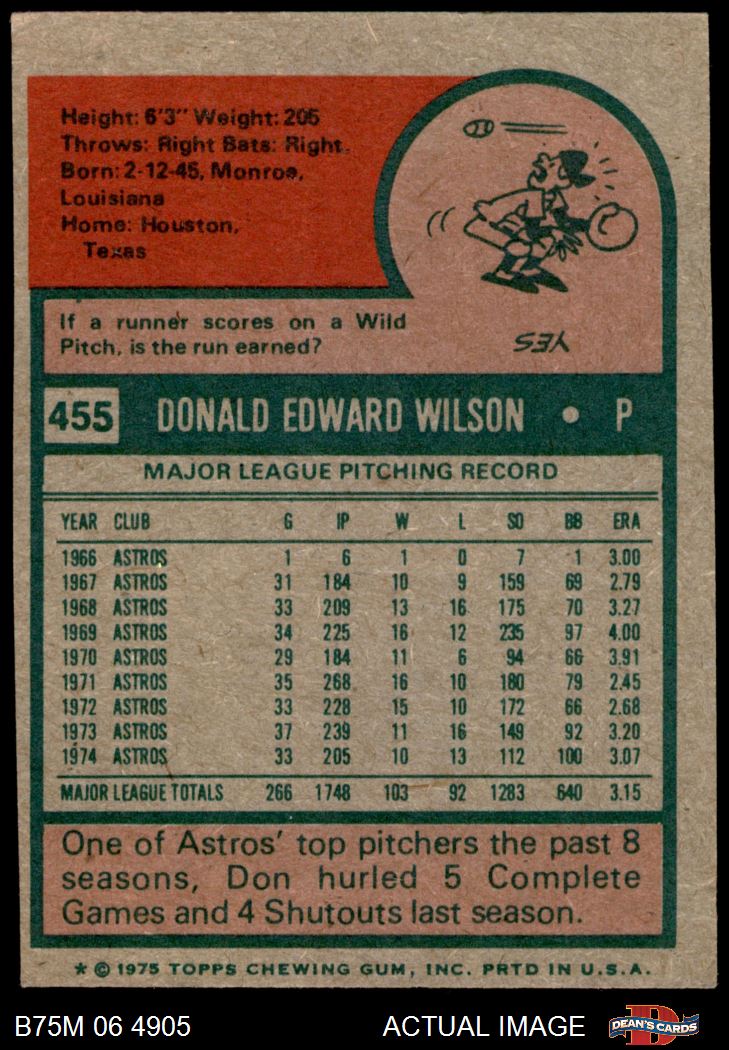 Height: 6'3" Weight: 205
Throws: Right Bats: Right.
Born: 2-12-45, Monroe,
Louisiana
Home: Houston,
Texas
If a runner scores on a Wild
Pitch, is the run earned?
YES
455 DONALD EDWARD WILSON • P
MAJOR LEAGUE PITCHING RECORD
YEAR CLUB G IP W L SO BB ERA
1966 ASTROS 1 6 1 0 7 1 3.00
1967 ASTROS 31 184 10 9 159 69 2.79
1968 ASTROS 33 209 13 16 175 70 3.27
1969 ASTROS 34 225 16 12 235 97 4.00
1970 ASTROS 29 184 11 6 94 66 3.91
1971 ASTROS 35 268 16 10 180 79 2.45
1972 ASTROS 33 228 15 10 172 66 2.68
1973 ASTROS 37 239 11 16 149 92 3.20
1974 ASTROS 33 205 10 13 112 100 3.07
MAJOR LEAGUE TOTALS 266 1748 103 92 1283 640 3.15
One of Astros' top pitchers the past 8
seasons, Don hurled 5 Complete
Games and 4 Shutouts last season.
* © 1975 TOPPS CHEWING GUM, INC. PRTD IN U.S.A.
B75M 06 4905 ACTUAL IMAGE DEAN'S CARDS